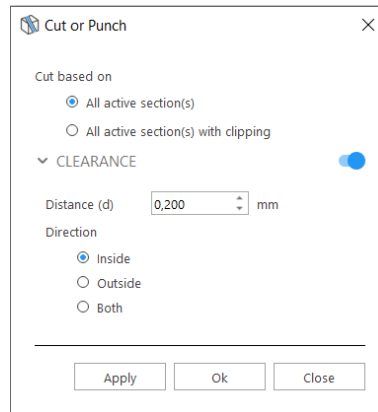 Cut or Punch
Cut based on
All active section(s)
All active section(s) with clipping
CLEARANCE
Distance (d) 0,200 mm
Direction
Inside
Outside
Both
Apply Ok Close